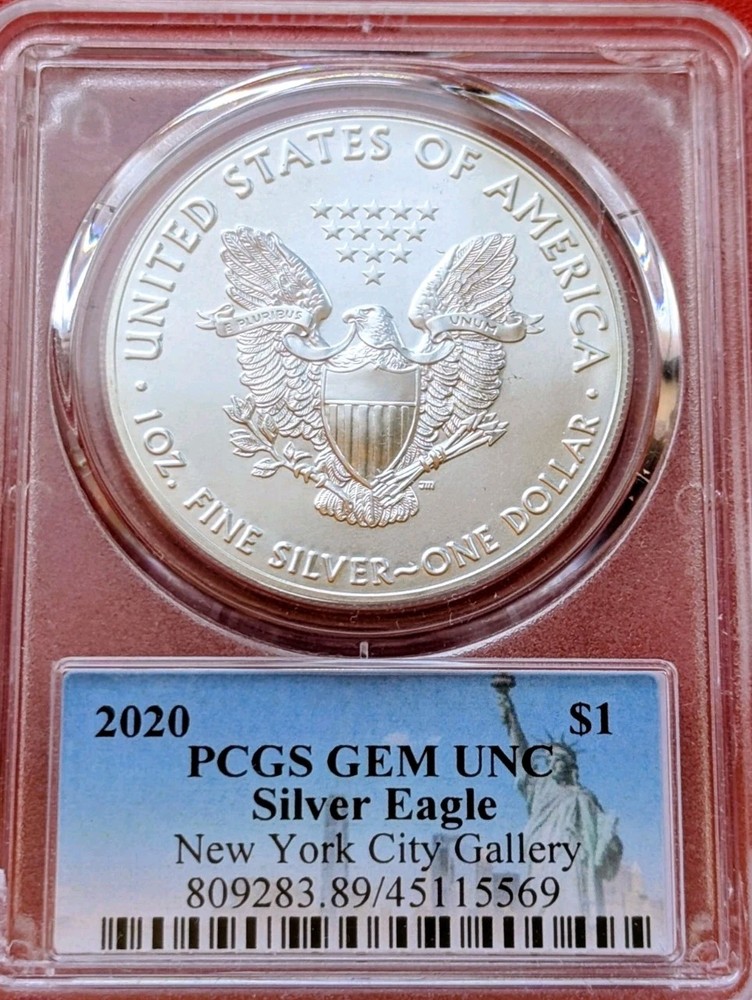 UNITED STATES OF AMERICA
E PLURIBUS UNUM
· 1 OZ. FINE SILVER~ONE DOLLAR ·
2020 $1
PCGS GEM UNC
Silver Eagle
New York City Gallery
809283.89/45115569